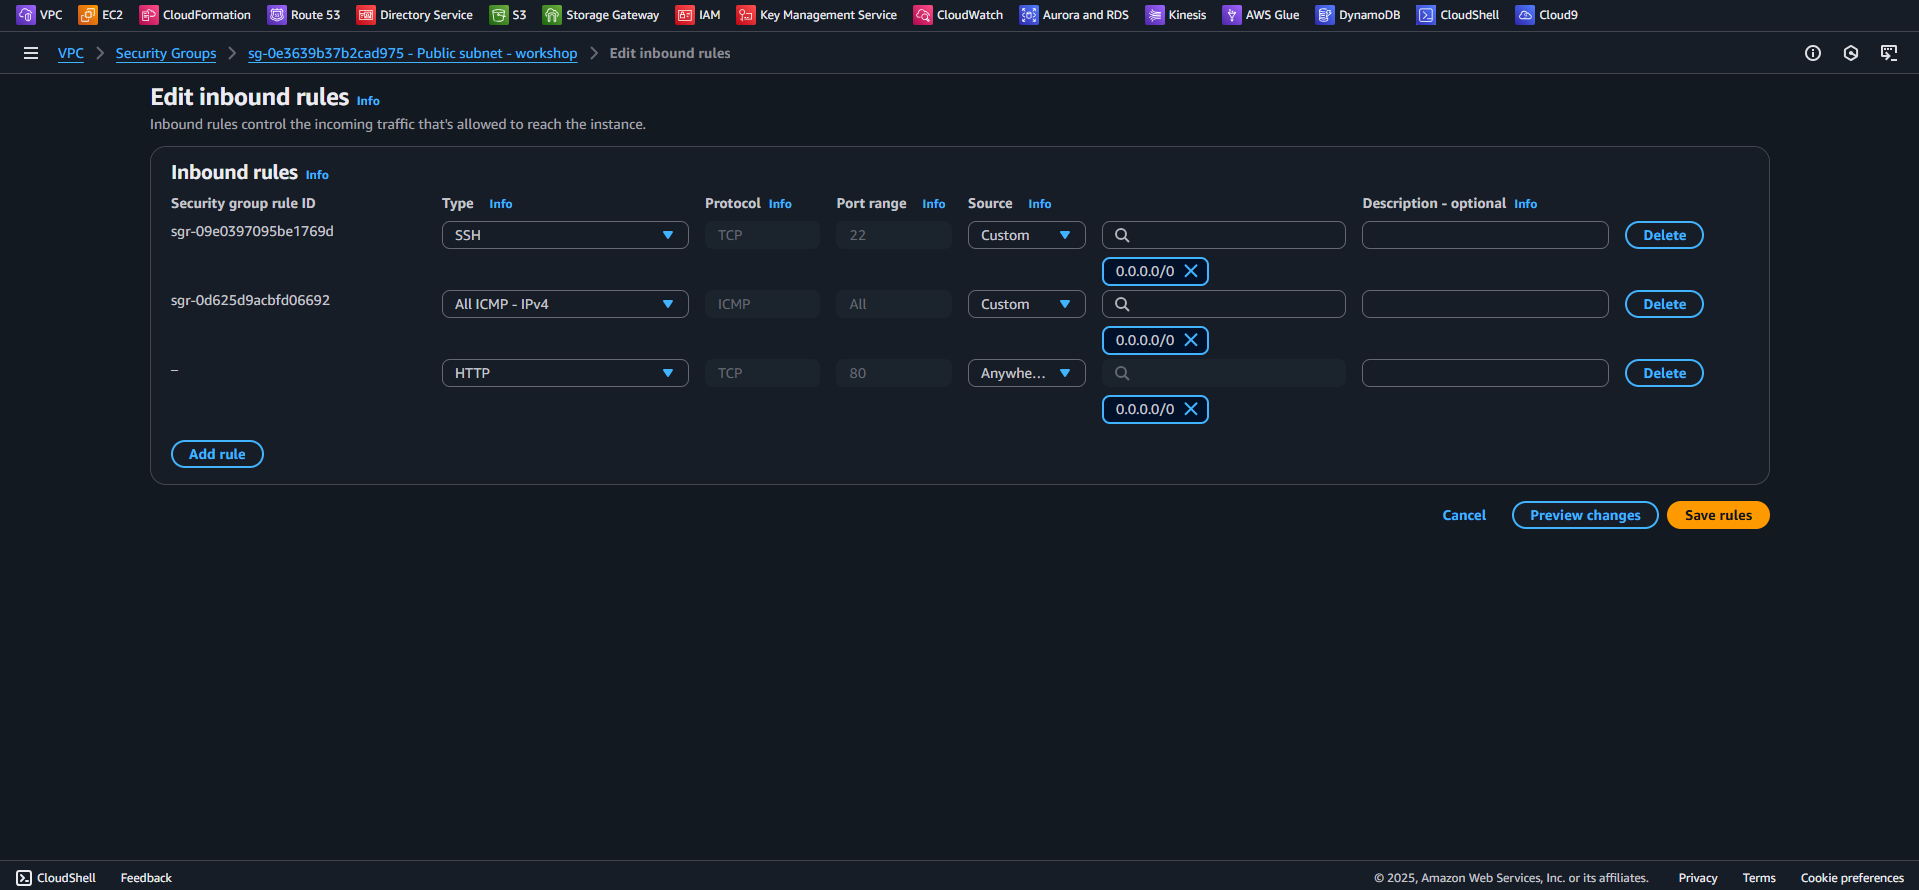 VPC EC2 CloudFormation Route 53 Directory Service S3 Storage Gateway IAM Key Management Service CloudWatch Aurora and RDS Kinesis AWS Glue DynamoDB CloudShell Cloud9
VPC Security Groups sg-0e3639b37b2cad975 - Public subnet - workshop Edit inbound rules
Edit inbound rules Info
Inbound rules control the incoming traffic that's allowed to reach the instance.
Inbound rules Info
Security group rule ID Type Info Protocol Info Port range Info Source Info Description - optional Info
sgr-09e0397095be1769d SSH TCP 22 Custom Delete
0.0.0.0/0
sgr-0d625d9acbfd06692 All ICMP - IPv4 ICMP All Custom Delete
0.0.0.0/0
– HTTP TCP 80 Anywhe... Delete
0.0.0.0/0
Add rule
Cancel Preview changes Save rules
CloudShell Feedback © 2025, Amazon Web Services, Inc. or its affiliates. Privacy Terms Cookie preferences